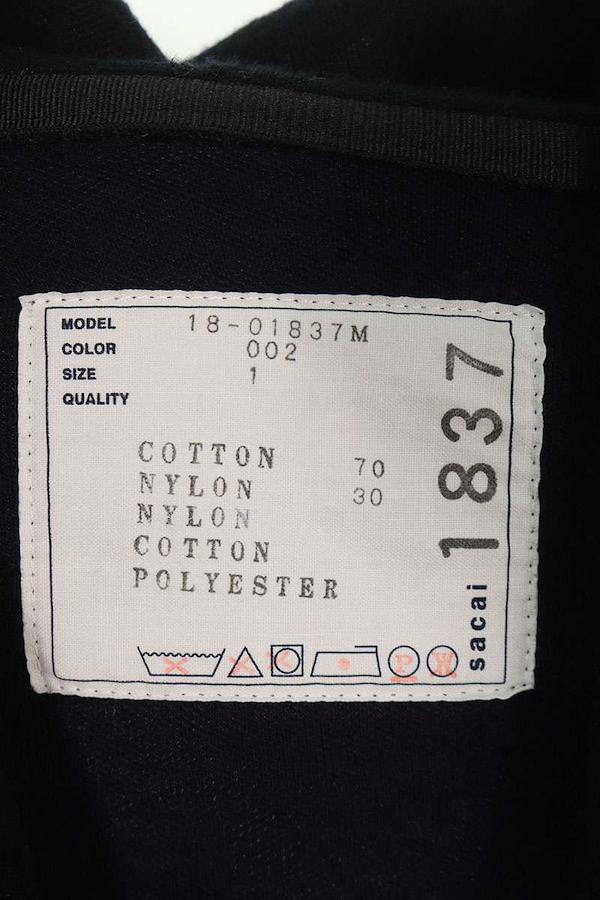 MODEL 18-01837M
COLOR 002
SIZE 1
QUALITY
COTTON 70
NYLON 30
NYLON
COTTON
POLYESTER
1837
sacai
P
W